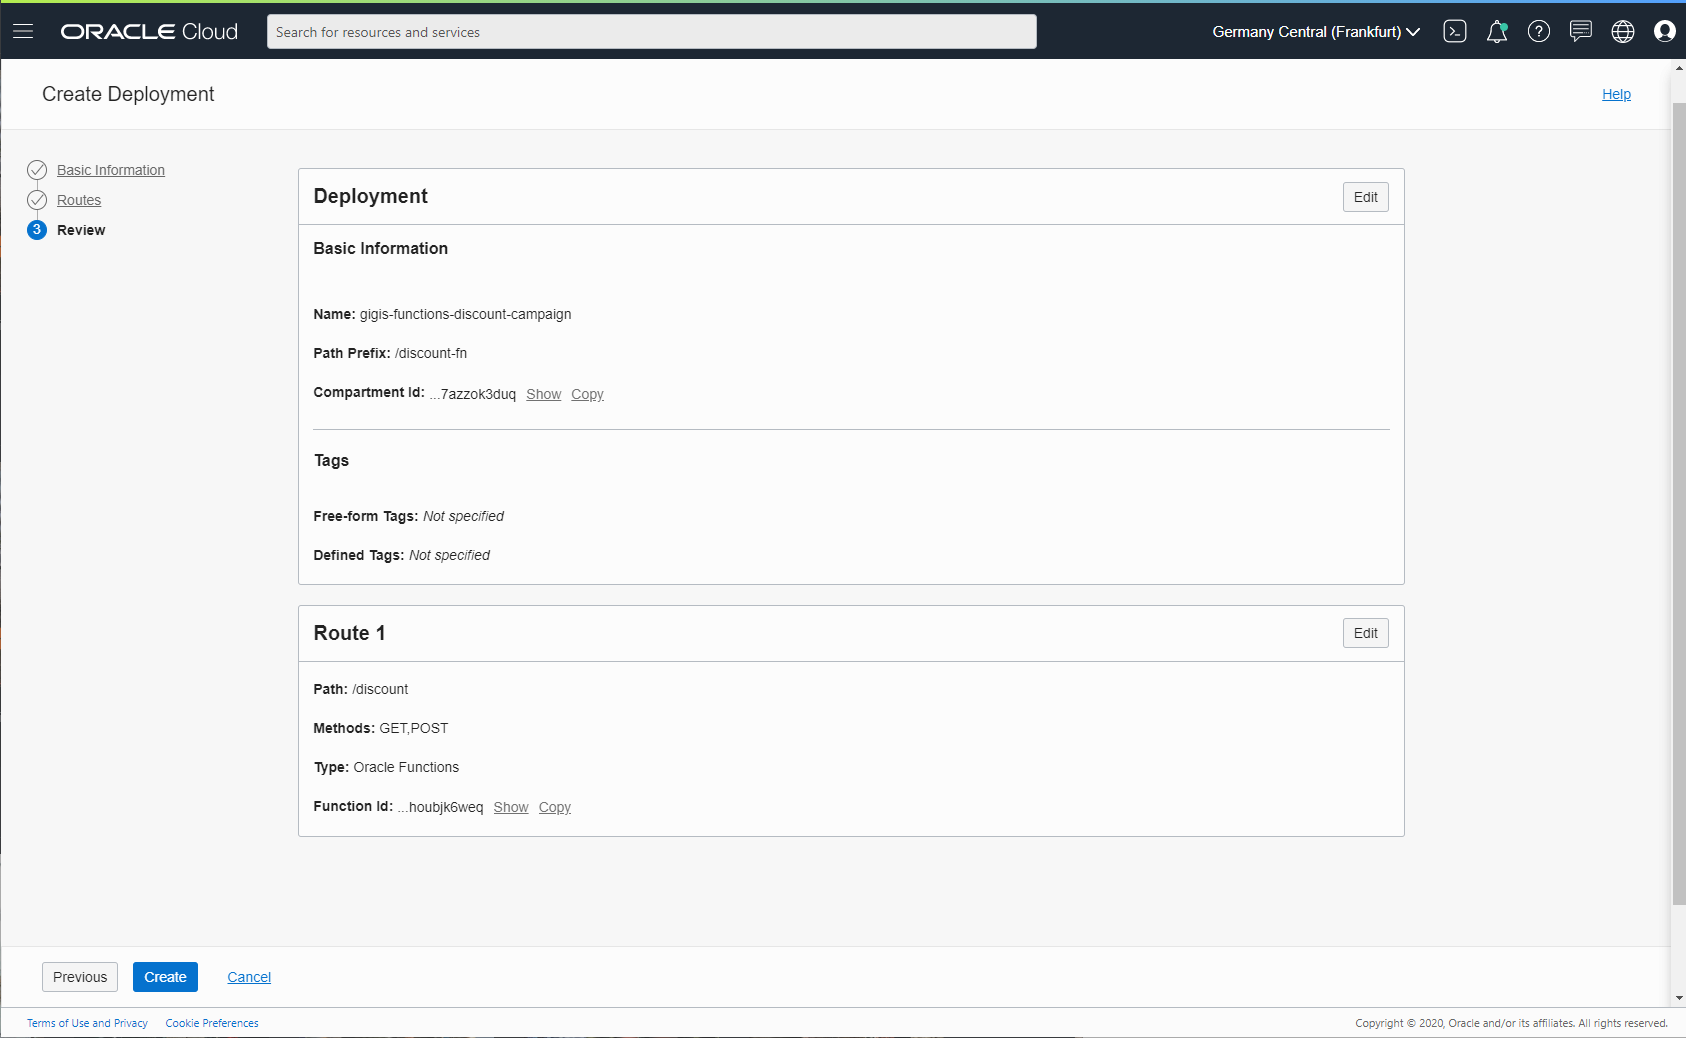 ORACLE Cloud
Search for resources and services
Germany Central (Frankfurt)
Create Deployment
Help
Basic Information
Routes
3 Review
Deployment
Edit
Basic Information
Name: gigis-functions-discount-campaign
Path Prefix: /discount-fn
Compartment Id: ...7azzok3duq Show Copy
Tags
Free-form Tags: Not specified
Defined Tags: Not specified
Route 1
Edit
Path: /discount
Methods: GET,POST
Type: Oracle Functions
Function Id: ...houbjk6weq Show Copy
Previous
Create
Cancel
Terms of Use and Privacy
Cookie Preferences
Copyright © 2020, Oracle and/or its affiliates. All rights reserved.